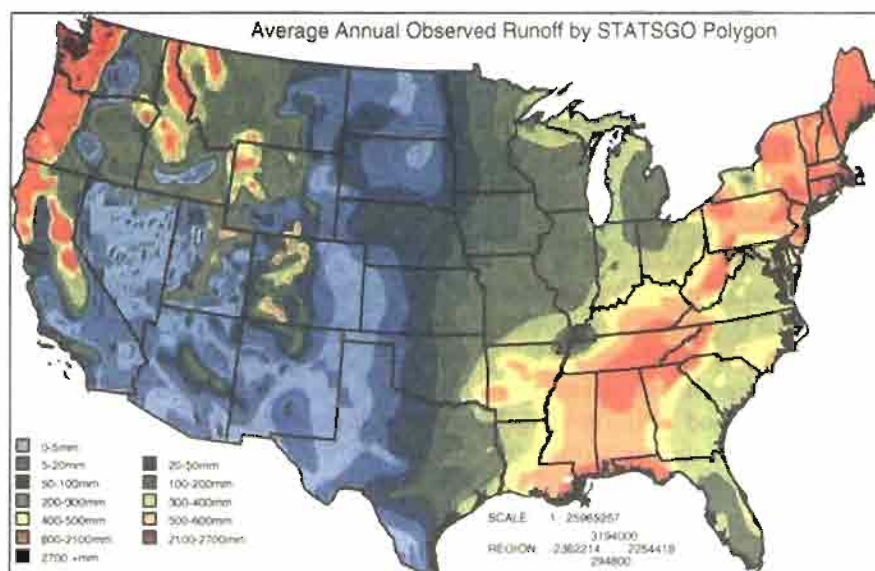 Average Annual Observed Runoff by STATSGO Polygon
0-5mm
5-20mm
20-50mm
50-100mm
100-200mm
200-300mm
300-400mm
400-500mm
500-600mm
600-2100mm
2100-2700mm
2700 +mm
SCALE 1: 25965257
3194000
REGION: -2362214 2254419
294800